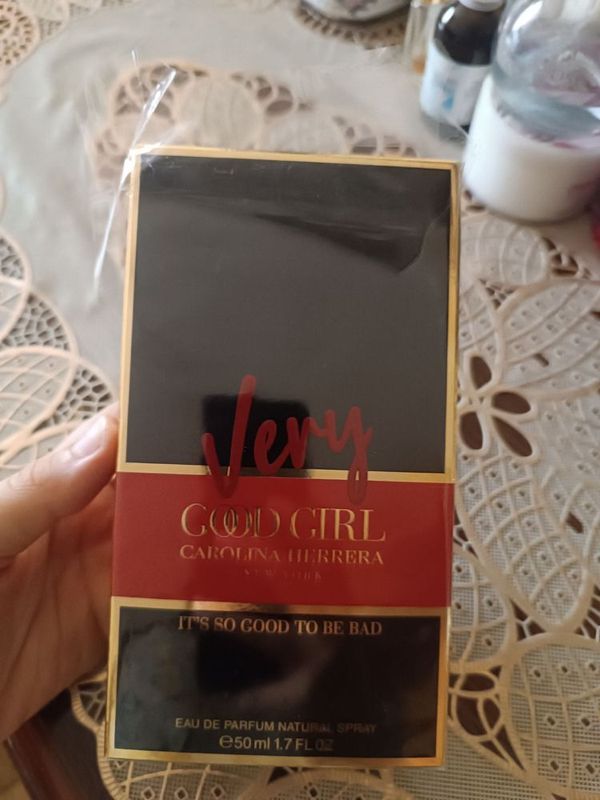 Very
GOOD GIRL
CAROLINA HERRERA
NEW YORK
IT'S SO GOOD TO BE BAD
EAU DE PARFUM NATURAL SPRAY
℮50 ml 1.7 FL OZ